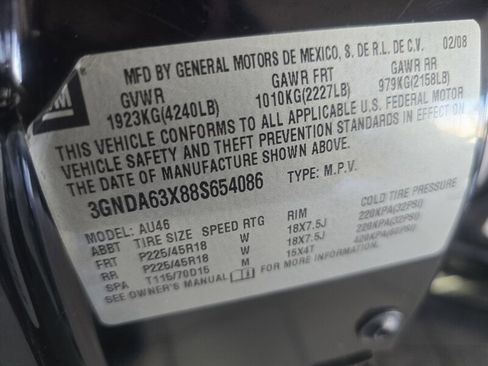 MFD BY GENERAL MOTORS DE MEXICO, S. DE R.L. DE C.V. 02/08
GM GVWR GAWR FRT GAWR RR
1923KG(4240LB) 1010KG(2227LB) 979KG(2158LB)
THIS VEHICLE CONFORMS TO ALL APPLICABLE U.S. FEDERAL MOTOR
VEHICLE SAFETY AND THEFT PREVENTION STANDARDS IN EFFECT ON
THE DATE OF MANUFACTURE SHOWN ABOVE.
3GNDA63X88S654086 TYPE: M.P.V.
MODEL: AU46
ABBT TIRE SIZE SPEED RTG RIM COLD TIRE PRESSURE
FRT P225/45R18 W 18X7.5J 220KPA(32PSI)
RR P225/45R18 W 18X7.5J 220KPA(32PSI)
SPA T115/70D15 M 15X4T 420KPA(60PSI)
SEE OWNER'S MANUAL FOR MORE INFORMATION.